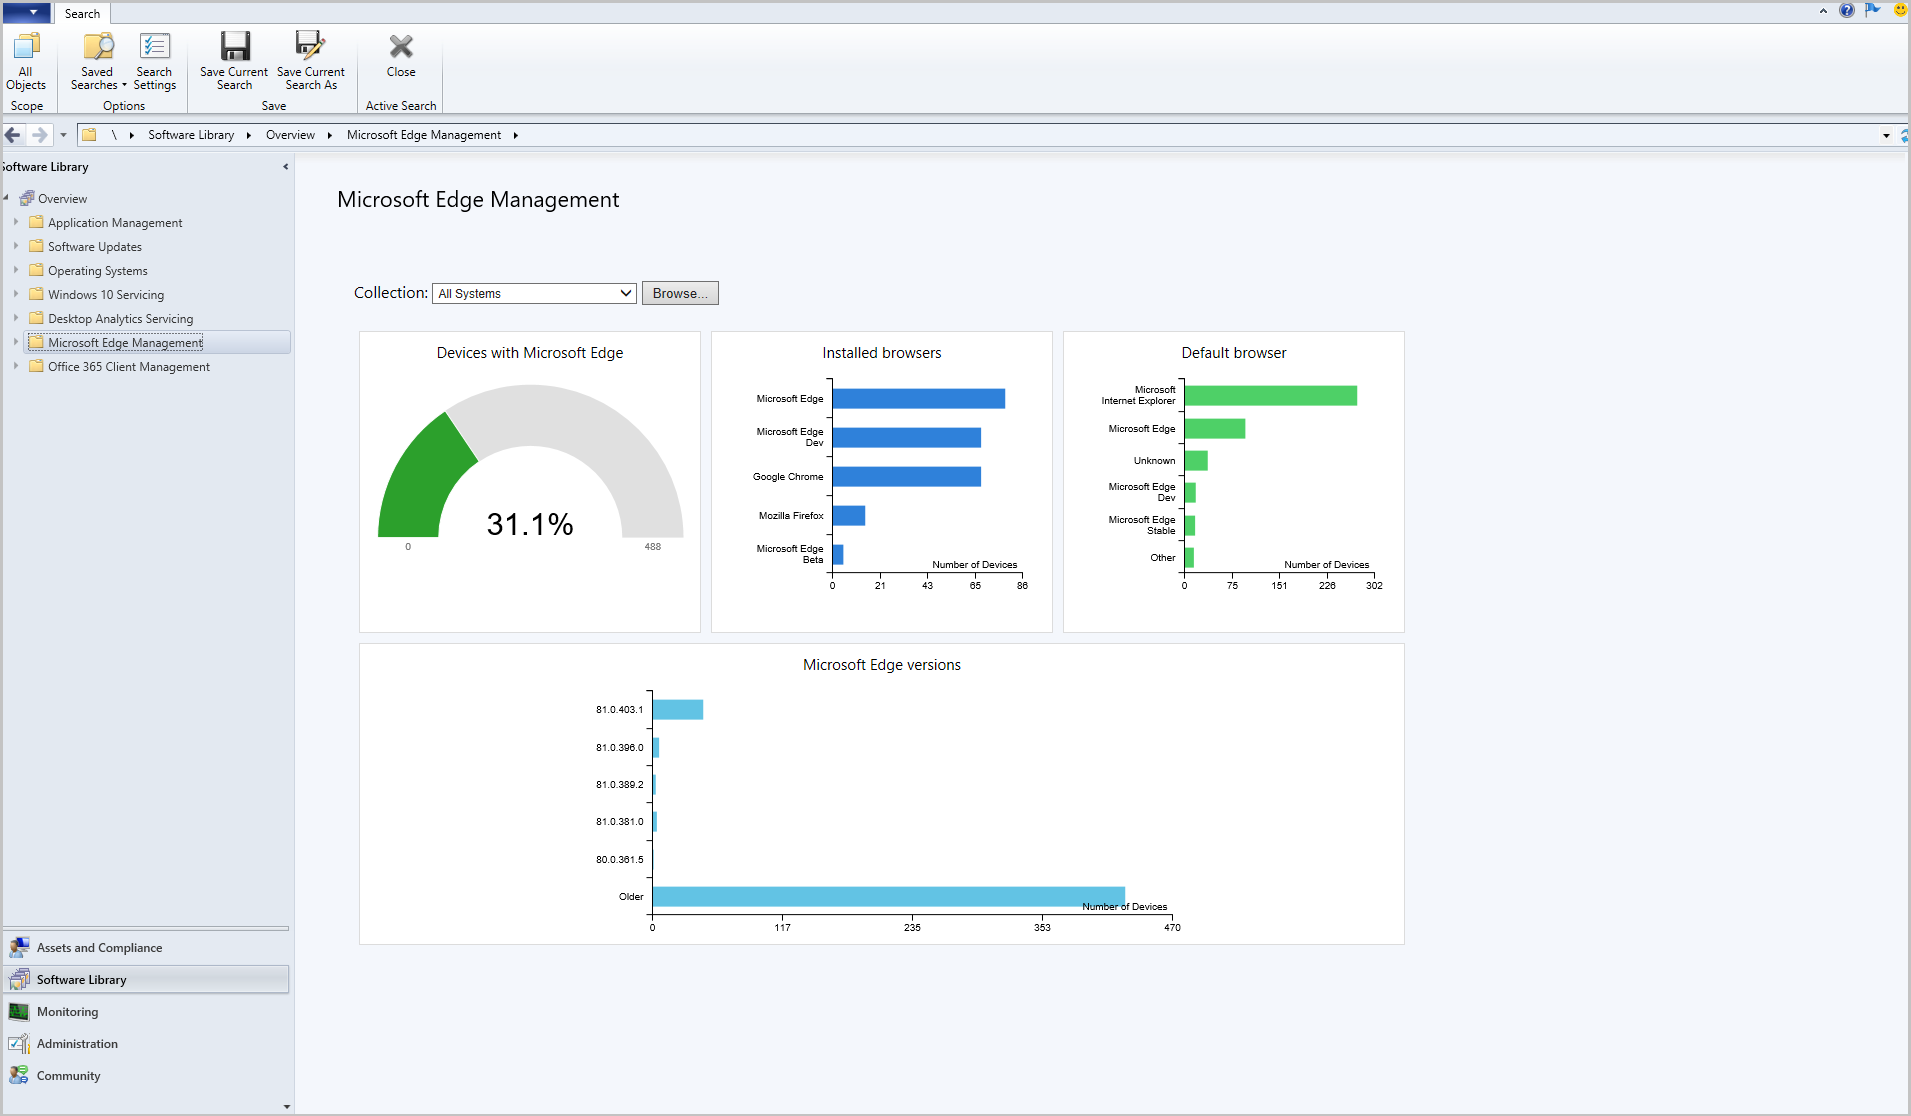 Search
All
Objects
Scope
Saved
Searches
Search
Settings
Options
Save Current
Search
Save Current
Search As
Save
Close
Active Search
\ Software Library Overview Microsoft Edge Management
Software Library
Overview
Application Management
Software Updates
Operating Systems
Windows 10 Servicing
Desktop Analytics Servicing
Microsoft Edge Management
Office 365 Client Management
Assets and Compliance
Software Library
Monitoring
Administration
Community
Microsoft Edge Management
Collection: All Systems Browse...
Devices with Microsoft Edge
31.1%
0 488
Installed browsers
Microsoft Edge
Microsoft Edge
Dev
Google Chrome
Mozilla Firefox
Microsoft Edge
Beta
Number of Devices
0 21 43 65 86
Default browser
Microsoft
Internet Explorer
Microsoft Edge
Unknown
Microsoft Edge
Dev
Microsoft Edge
Stable
Other
Number of Devices
0 75 151 226 302
Microsoft Edge versions
81.0.403.1
81.0.396.0
81.0.389.2
81.0.381.0
80.0.361.5
Older
Number of Devices
0 117 235 353 470